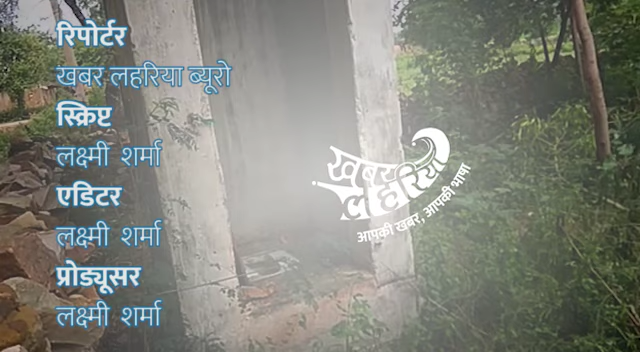 रिपोर्टर
खबर लहरिया ब्यूरो
स्क्रिप्ट
लक्ष्मी शर्मा
एडिटर
लक्ष्मी शर्मा
प्रोड्यूसर
लक्ष्मी शर्मा
खबर
लहरिया
आपकी खबर, आपकी भाषा